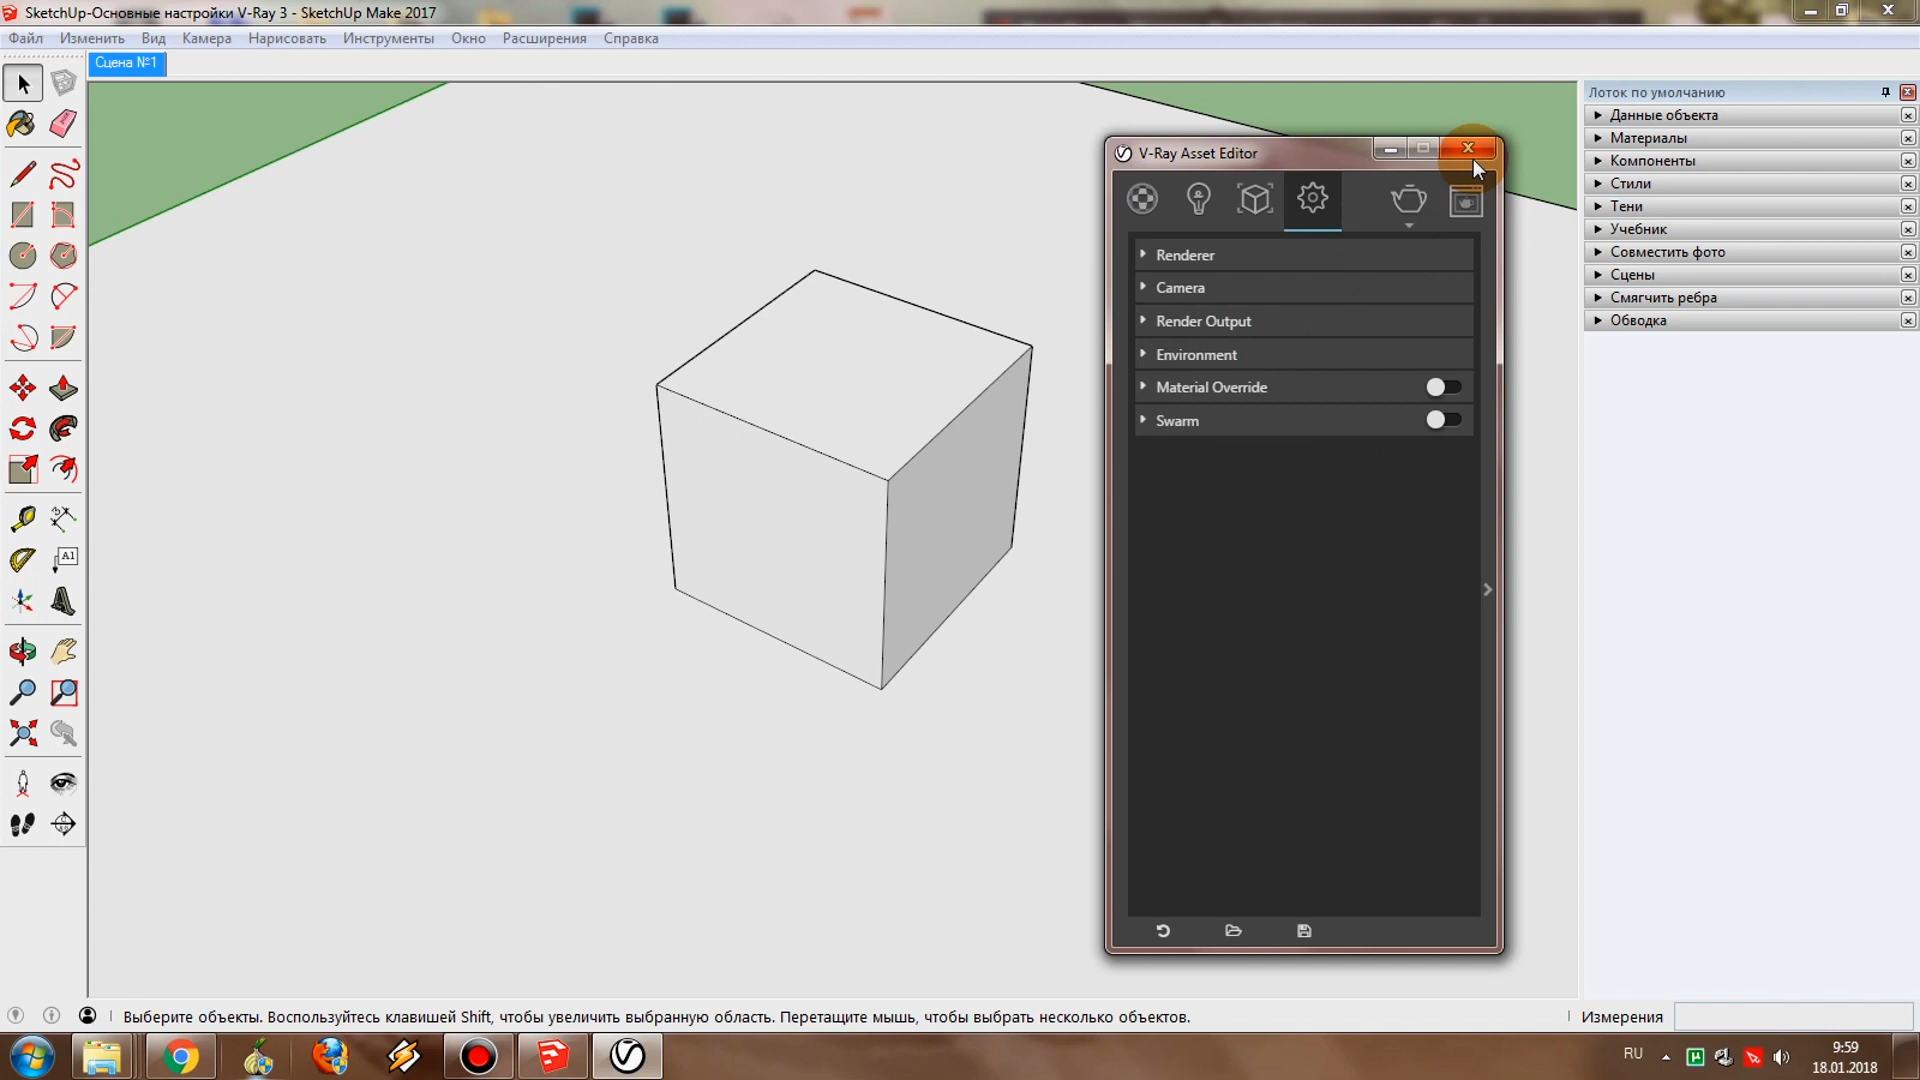 SketchUp-Основные настройки V-Ray 3 - SketchUp Make 2017
Файл Изменить Вид Камера Нарисовать Инструменты Окно Расширения Справка
Сцена №1
Лоток по умолчанию
Данные объекта
Материалы
Компоненты
Стили
Тени
Учебник
Совместить фото
Сцены
Смягчить ребра
Обводка
V-Ray Asset Editor
Renderer
Camera
Render Output
Environment
Material Override
Swarm
A1
Выберите объекты. Воспользуйтесь клавишей Shift, чтобы увеличить выбранную область. Перетащите мышь, чтобы выбрать несколько объектов.
Измерения
RU
9:59
18.01.2018